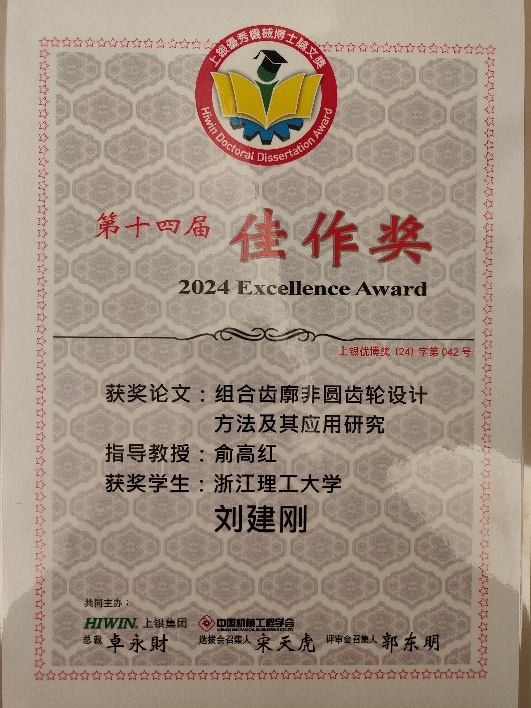 上銀優秀機械博士論文獎
Hiwin Doctoral Dissertation Award
第十四届 佳作奖
2024 Excellence Award
上银优博奖 (24) 字第 042 号
获奖论文：组合齿廓非圆齿轮设计
方法及其应用研究
指导教授：俞高红
获奖学生：浙江理工大学
刘建刚
共同主办：
HIWIN 上銀集团 中国机械工程学会
CHINESE MECHANICAL ENGINEERING SOCIETY
总裁 卓永財 选拔会召集人 宋天虎 评审会召集人 郭东明